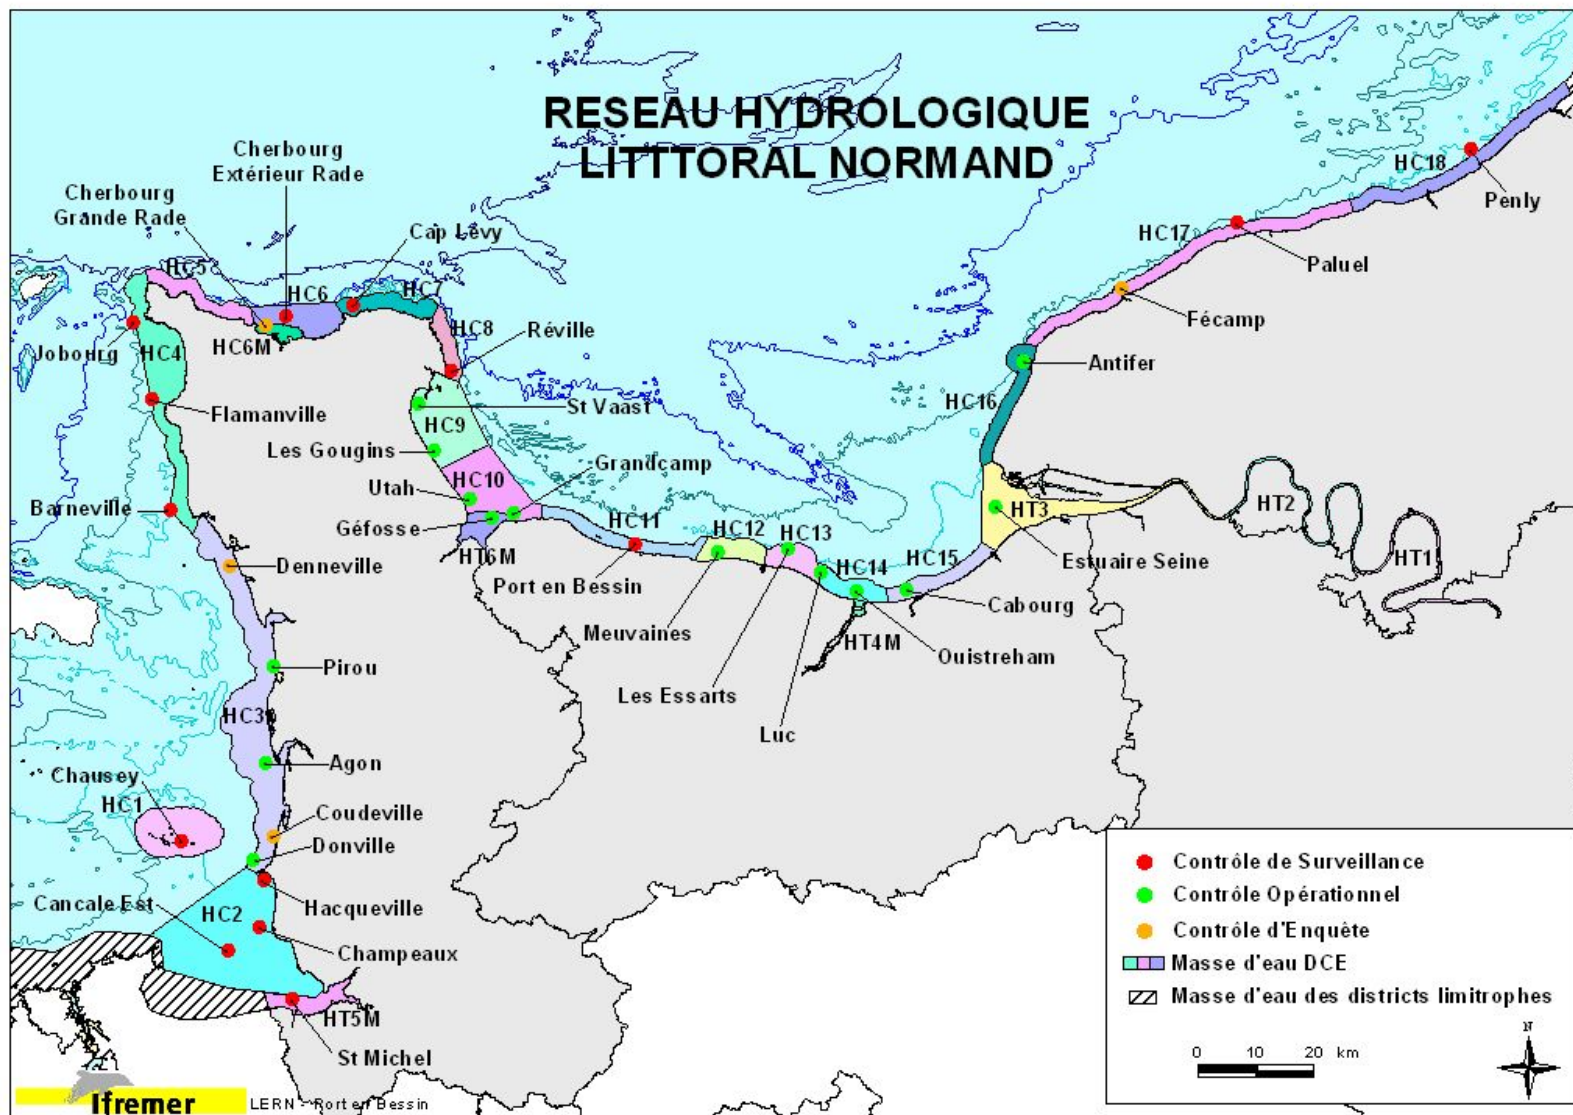 RESEAU HYDROLOGIQUE
LITTTORAL NORMAND
Cherbourg
Extérieur Rade
Cherbourg
Grande Rade
Cap Lévy
HC5
HC6
HC7
HC8
HC6M
Jobourg
HC4
Réville
Flamanville
St Vaast
HC9
Les Gougins
HC10
Grandcamp
Utah
Géfosse
HT6M
Barneville
Denneville
HC11
Port en Bessin
HC12
HC13
Meuvaines
Les Essarts
Luc
HC14
HC15
HT4M
Ouistreham
Cabourg
HC16
Antifer
HC17
Fécamp
Paluel
HC18
Penly
HT3
Estuaire Seine
HT2
HT1
Pirou
HC3
Agon
Chausey
HC1
Coudeville
Donville
Cancale Est
HC2
Hacqueville
Champeaux
HT5M
St Michel
Contrôle de Surveillance
Contrôle Opérationnel
Contrôle d'Enquête
Masse d'eau DCE
Masse d'eau des districts limitrophes
0 10 20 km
N
Ifremer
LERN - Port en Bessin